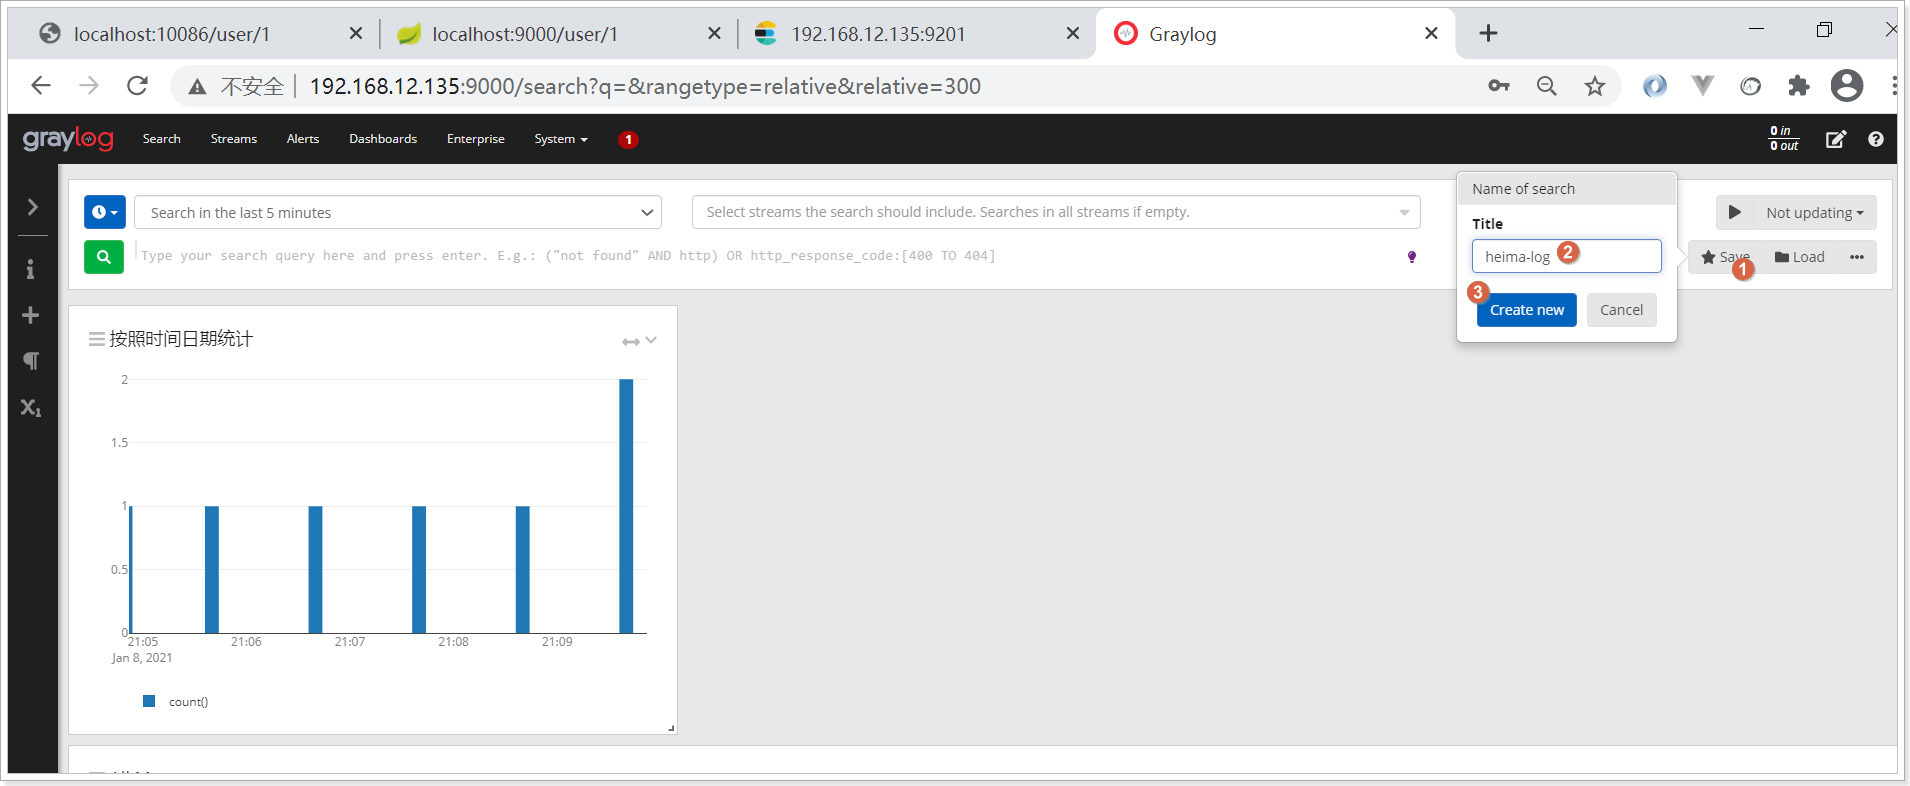 localhost:10086/user/1 localhost:9000/user/1 192.168.12.135:9201 Graylog
不安全 192.168.12.135:9000/search?q=&rangetype=relative&relative=300
graylog Search Streams Alerts Dashboards Enterprise System 1 0 in
0 out
Name of search
Search in the last 5 minutes Select streams the search should include. Searches in all streams if empty. Not updating
Title
Type your search query here and press enter. E.g.: ("not found" AND http) OR http_response_code:[400 TO 404] heima-log 2 Save 1 Load
3
Create new Cancel
按照时间日期统计
2
1.5
1
0.5
0
21:05 21:06 21:07 21:08 21:09
Jan 8, 2021
count()